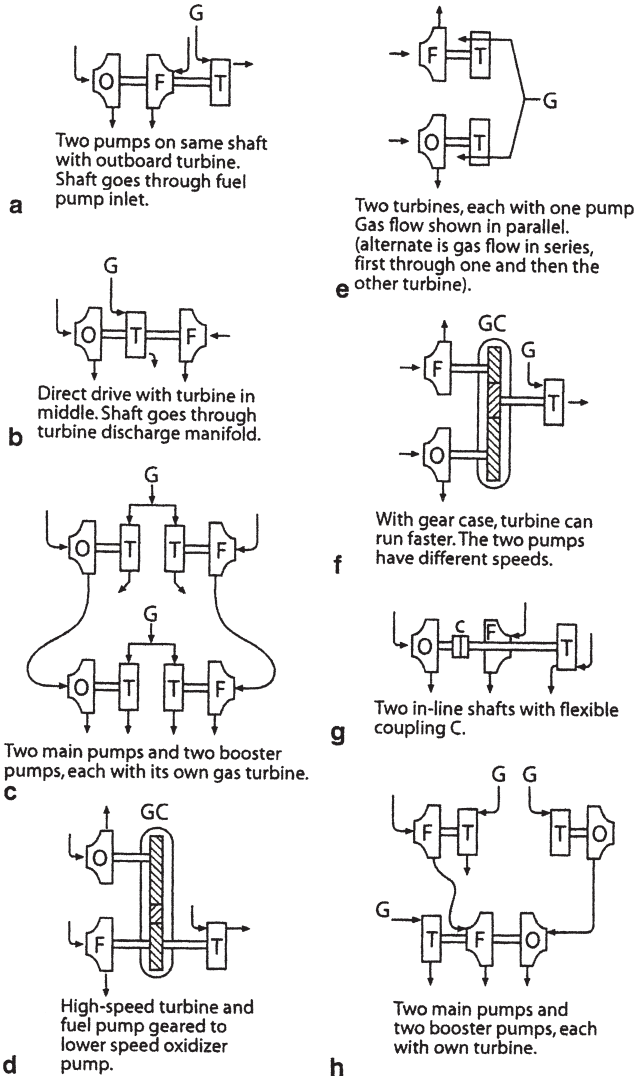 G
O
F
T
Two pumps on same shaft
with outboard turbine.
Shaft goes through fuel
pump inlet.
a
G
O
T
F
Direct drive with turbine in
middle. Shaft goes through
turbine discharge manifold.
b
G
O
T
T
F
G
O
T
T
F
Two main pumps and two booster
pumps, each with its own gas turbine.
c
GC
O
F
T
High-speed turbine and
fuel pump geared to
lower speed oxidizer
pump.
d
F
T
G
O
T
Two turbines, each with one pump
Gas flow shown in parallel.
(alternate is gas flow in series,
first through one and then the
other turbine).
e
GC
F
G
T
O
With gear case, turbine can
run faster. The two pumps
have different speeds.
f
O
C
F
T
Two in-line shafts with flexible
coupling C.
g
G G
F
T
T
O
G
T
F
O
Two main pumps and
two booster pumps, each
with own turbine.
h